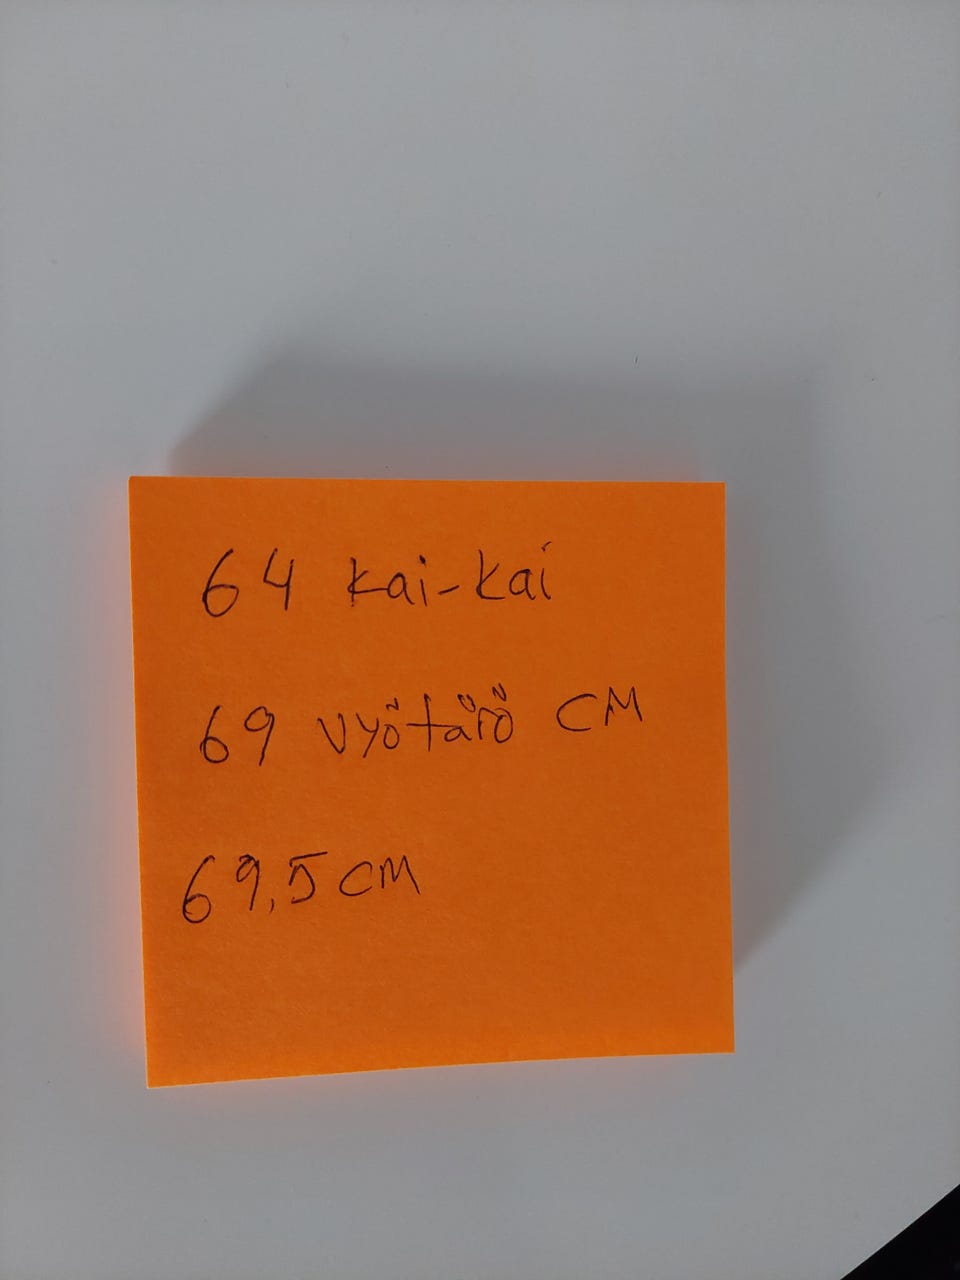 64 kai-kai
69 vyötärö CM
69,5 CM